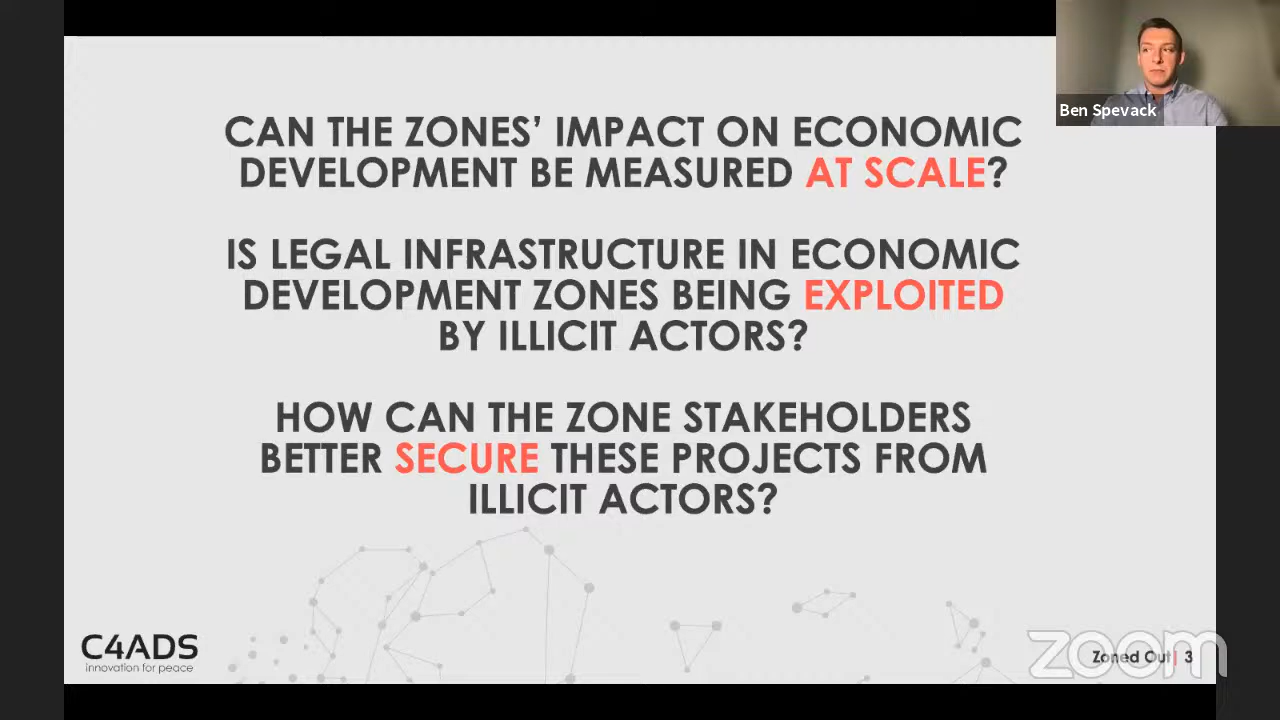 Ben Spevack
CAN THE ZONES’ IMPACT ON ECONOMIC
DEVELOPMENT BE MEASURED AT SCALE?
IS LEGAL INFRASTRUCTURE IN ECONOMIC
DEVELOPMENT ZONES BEING EXPLOITED
BY ILLICIT ACTORS?
HOW CAN THE ZONE STAKEHOLDERS
BETTER SECURE THESE PROJECTS FROM
ILLICIT ACTORS?
C4ADS
innovation for peace
Zoned Out| 3
zoom